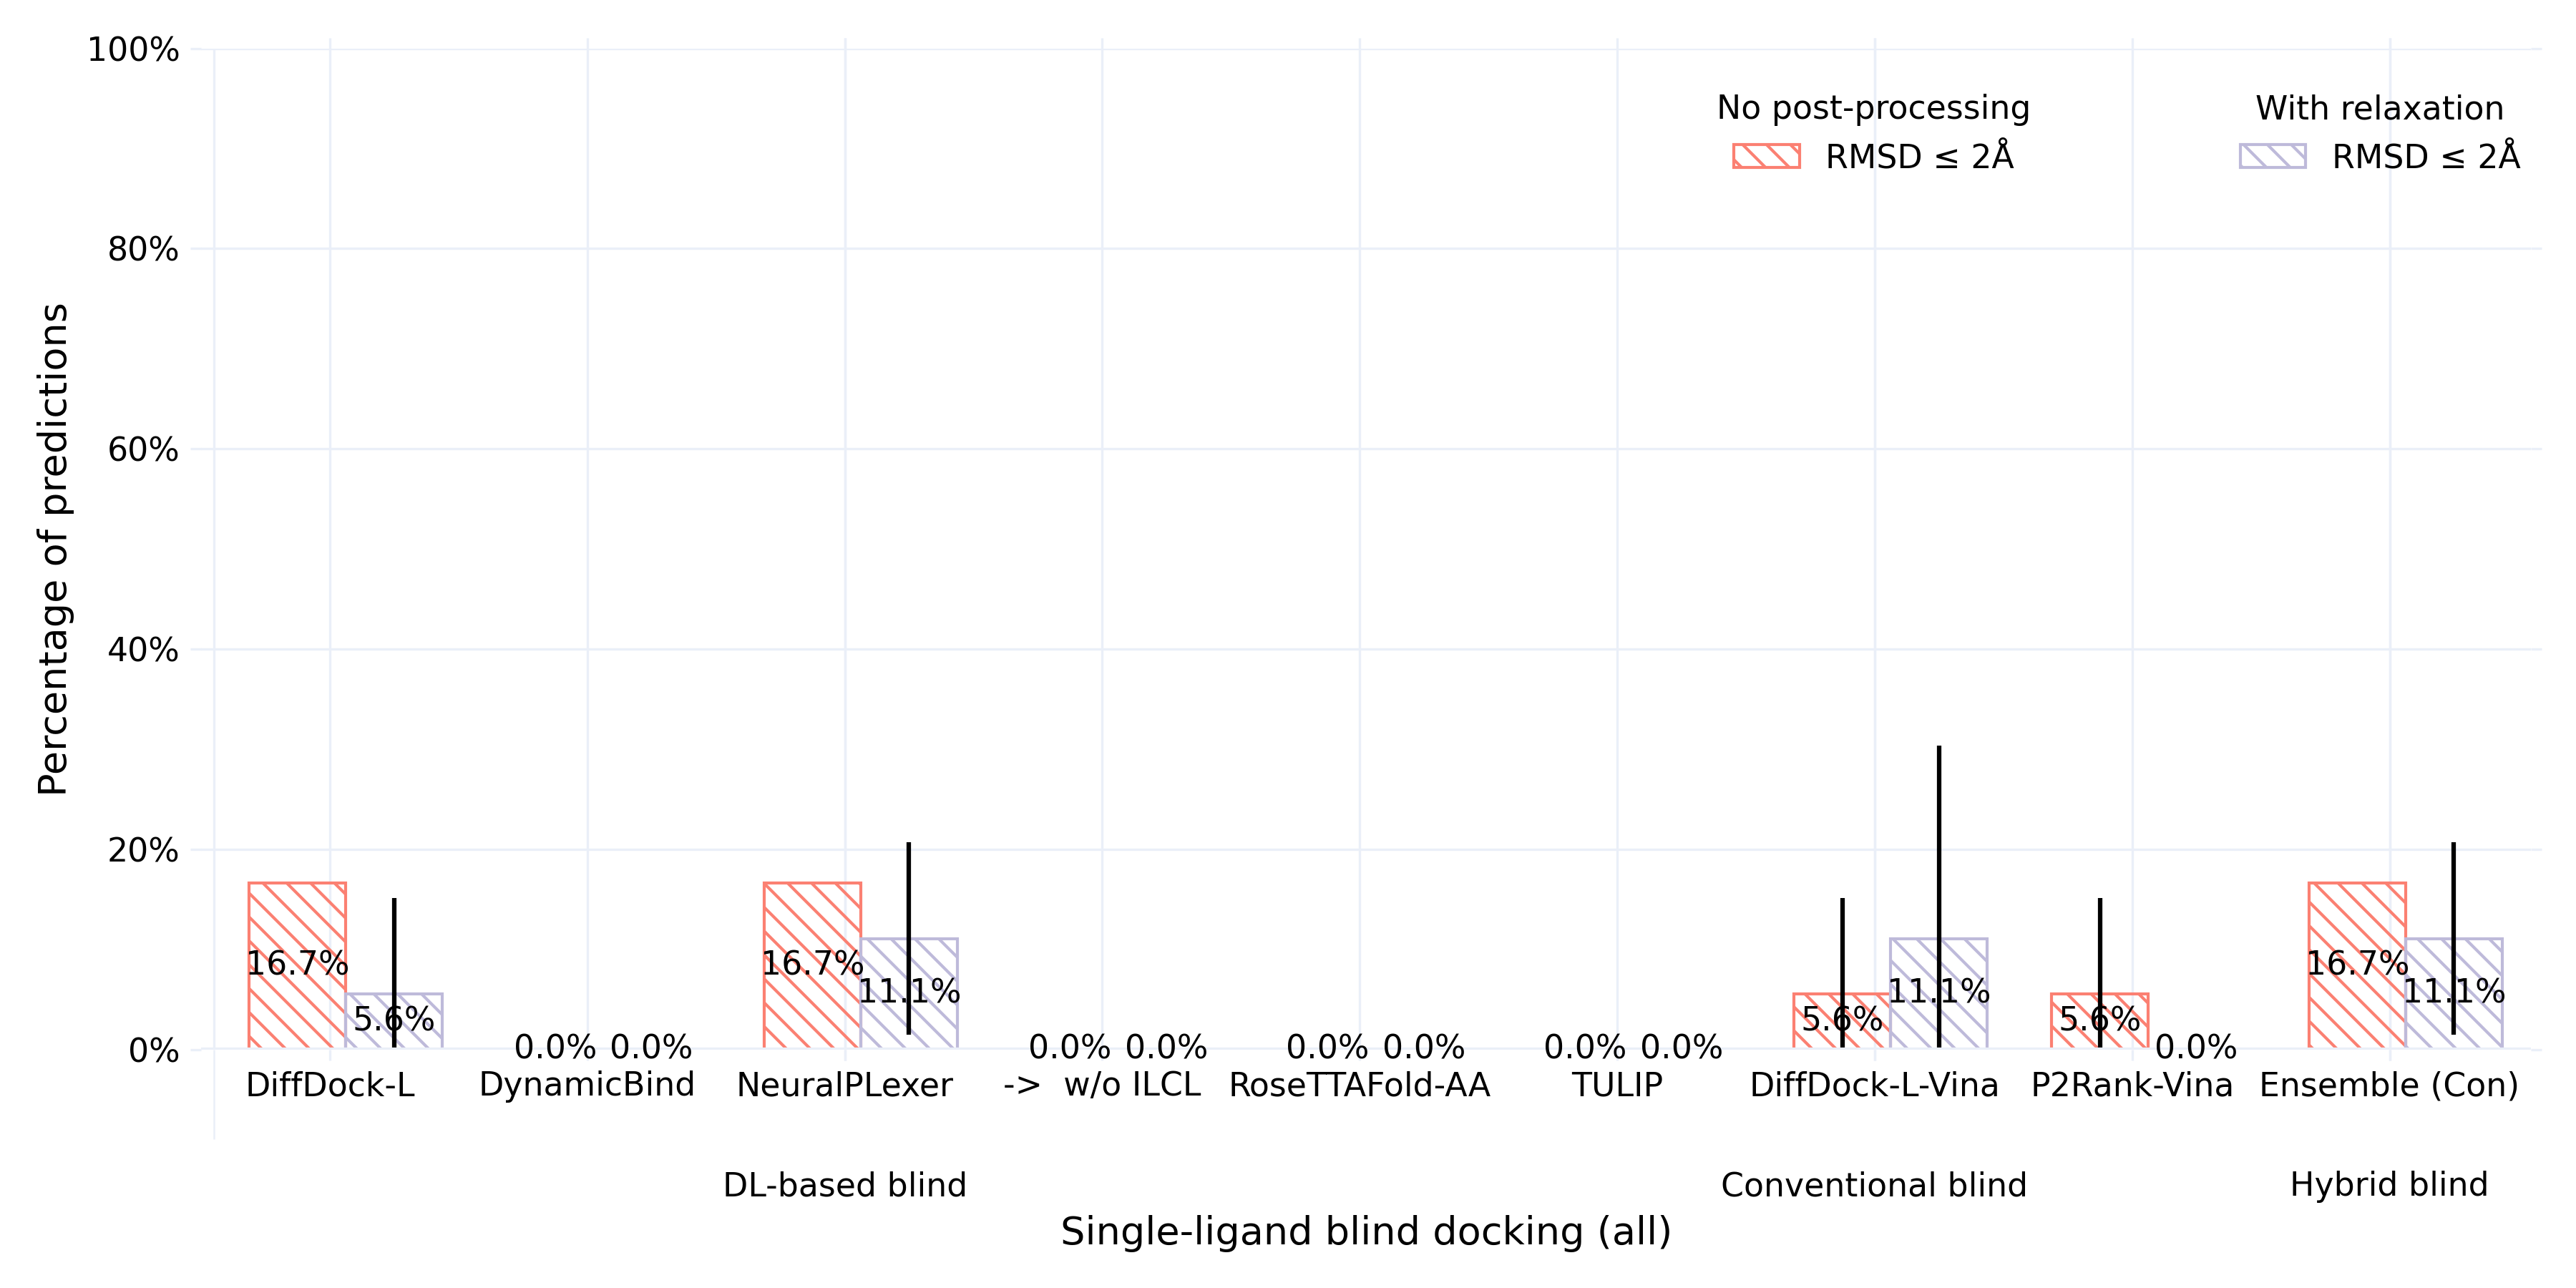 100%
80%
60%
40%
20%
0%
Percentage of predictions
No post-processing
RMSD ≤ 2Å
With relaxation
RMSD ≤ 2Å
16.7%
5.6%
0.0%
0.0%
16.7%
11.1%
0.0%
0.0%
0.0%
0.0%
0.0%
0.0%
5.6%
11.1%
5.6%
0.0%
16.7%
11.1%
DiffDock-L
DynamicBind
NeuralPLexer
-> w/o ILCL
RoseTTAFold-AA
TULIP
DiffDock-L-Vina
P2Rank-Vina
Ensemble (Con)
DL-based blind
Conventional blind
Hybrid blind
Single-ligand blind docking (all)